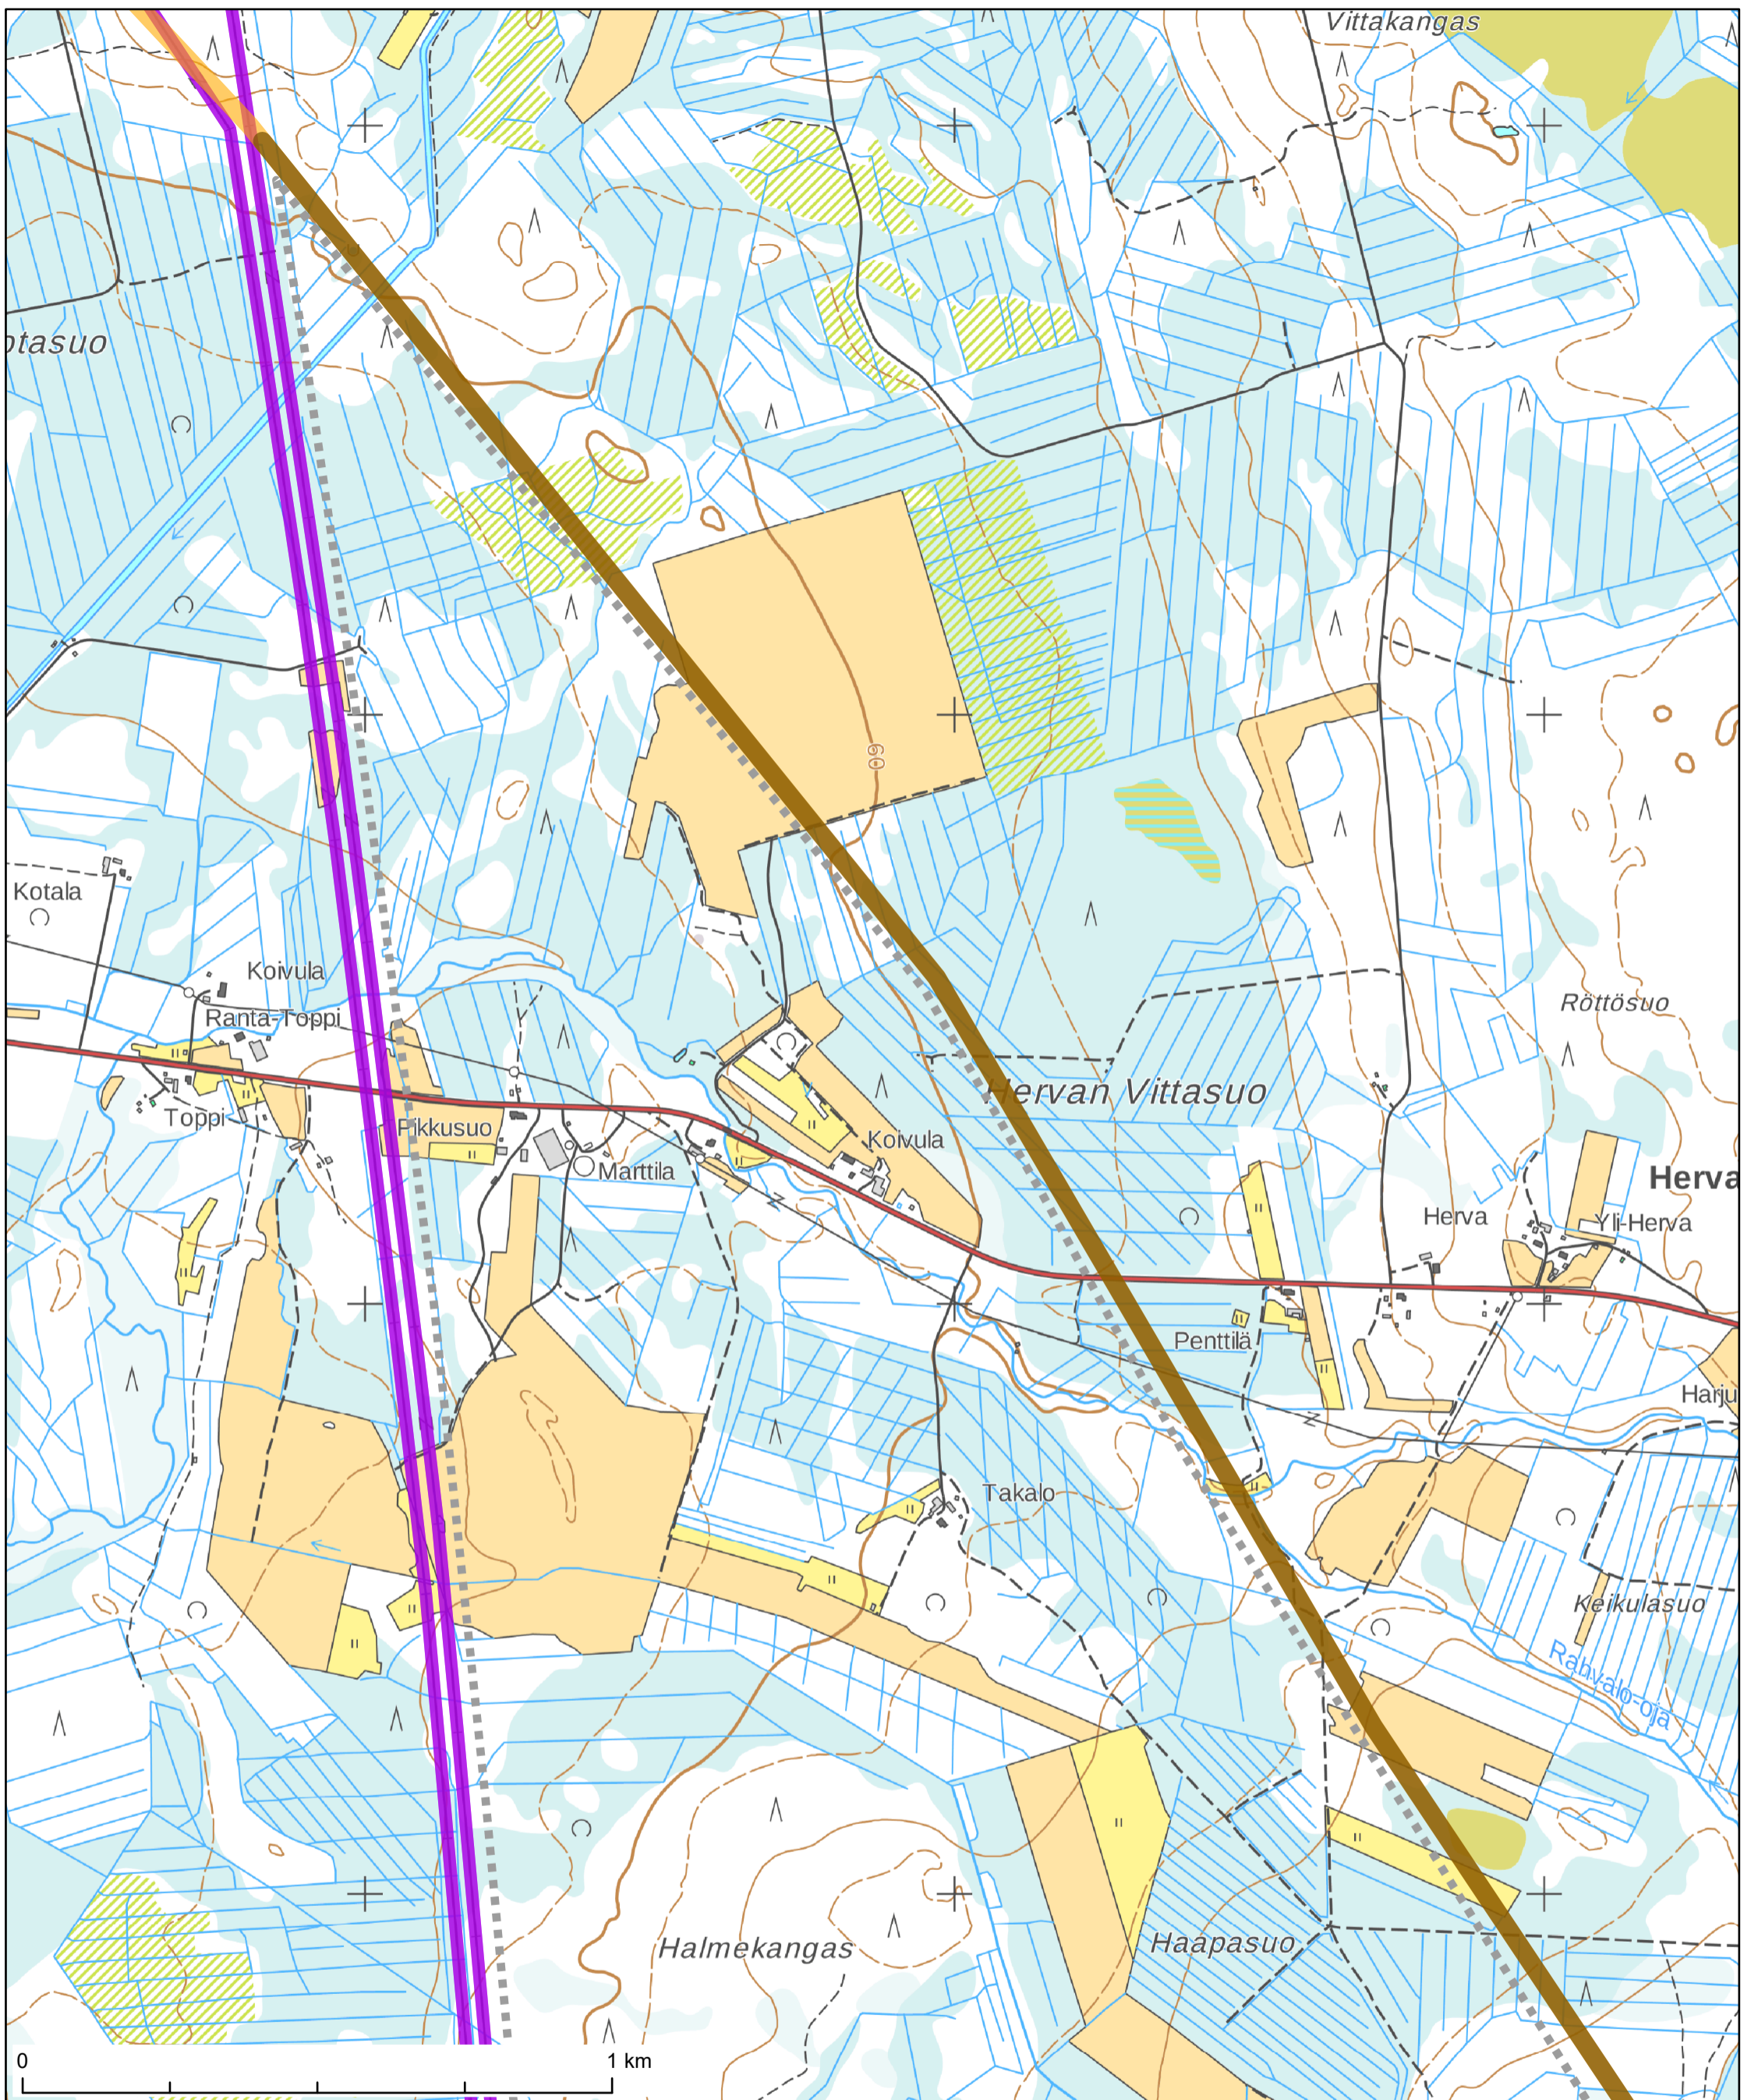 Vittakangas
otasuo
60
Kotala
Koivula
Ranta-Toppi
Röttösuo
Hervan Vittasuo
Toppi
Pikkusuo
Koivula
Marttila
Herva
Herva
Yli-Herva
Penttilä
Harju
Takalo
Keikulasuo
Rahvalo-oja
Halmekangas
Haapasuo
0
1 km